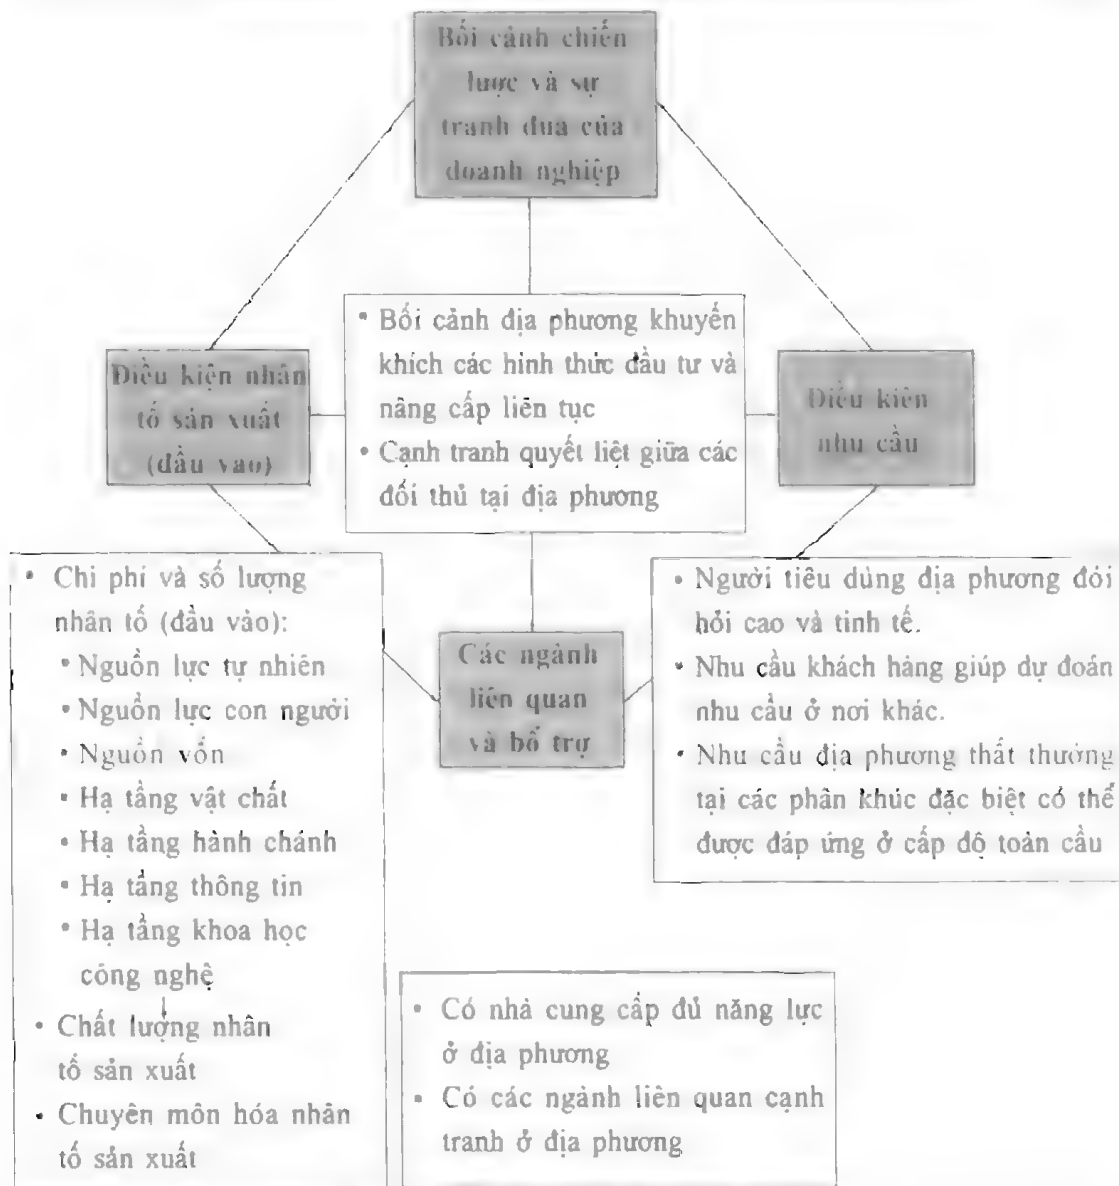 Bối cảnh chiến
lược và sự
tranh đua của
doanh nghiệp
• Bối cảnh địa phương khuyến
khích các hình thức đầu tư và
nâng cấp liên tục
• Cạnh tranh quyết liệt giữa các
đối thủ tại địa phương
Điều kiện nhân
tố sản xuất
(đầu vao)
Điều kiên
nhu cầu
• Chi phí và số lượng
nhân tố (đầu vào):
• Nguồn lực tự nhiên
• Nguồn lực con người
• Nguồn vốn
• Hạ tầng vật chất
• Hạ tầng hành chánh
• Hạ tầng thông tin
• Hạ tầng khoa học
công nghệ
• Chất lượng nhân
tố sản xuất
• Chuyên môn hóa nhân
tố sản xuất
Các ngành
liên quan
và bổ trợ
• Người tiêu dùng địa phương đòi
hỏi cao và tinh tế.
• Nhu cầu khách hàng giúp dự đoán
nhu cầu ở nơi khác.
• Nhu cầu địa phương thất thường
tại các phân khúc đặc biệt có thể
được đáp ứng ở cấp độ toàn cầu
• Có nhà cung cấp đủ năng lực
ở địa phương
• Có các ngành liên quan cạnh
tranh ở địa phương